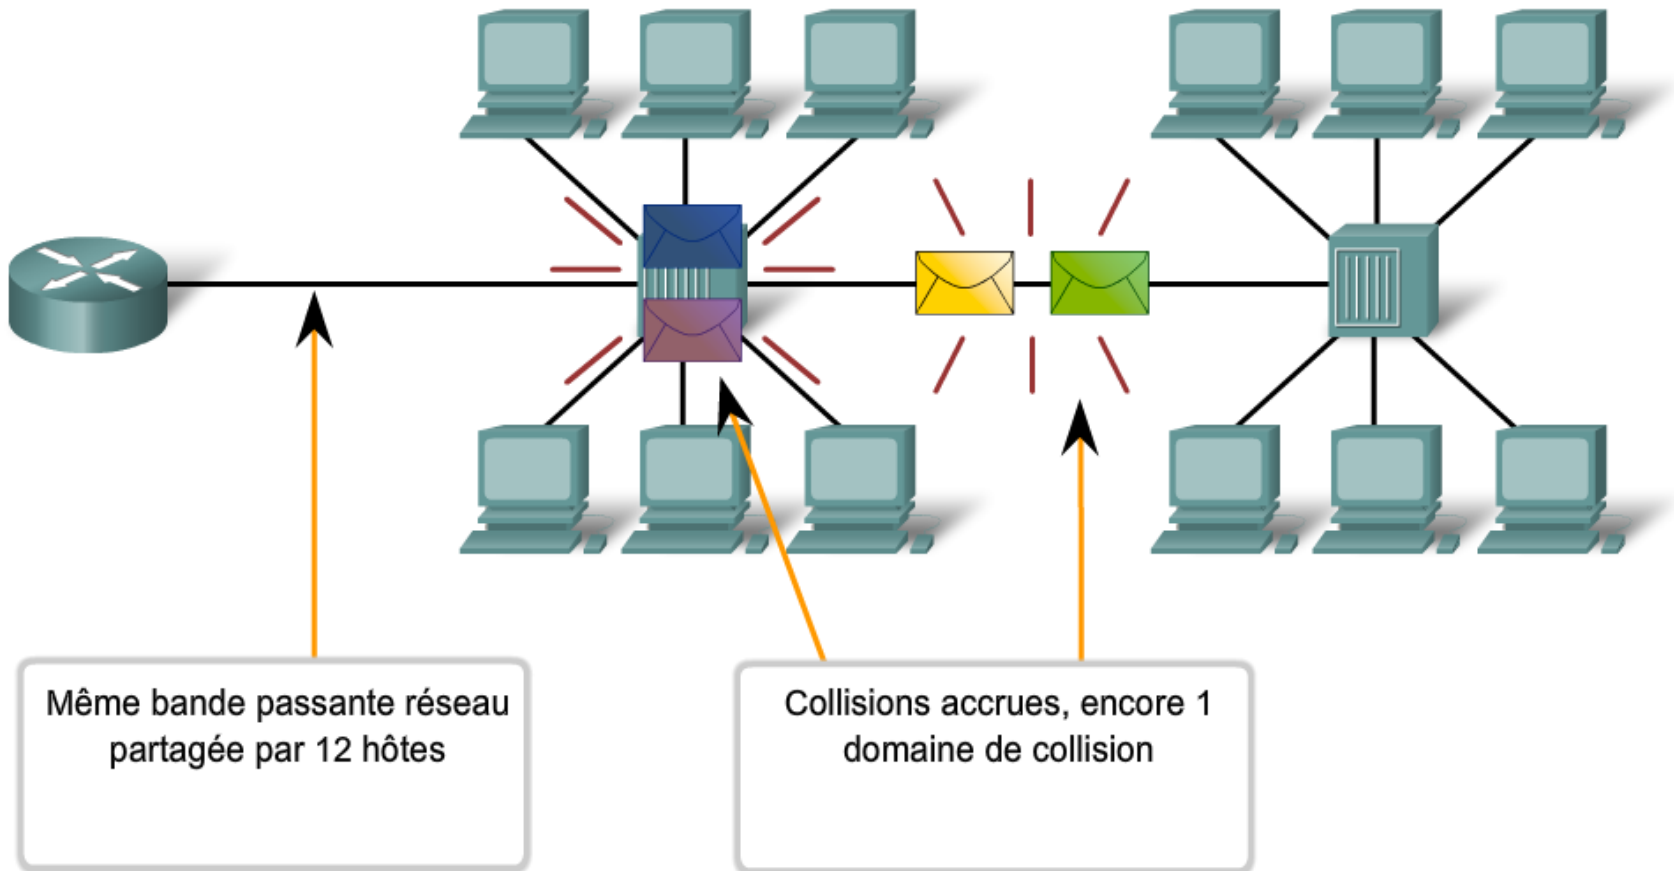 Même bande passante réseau
partagée par 12 hôtes
Collisions accrues, encore 1
domaine de collision